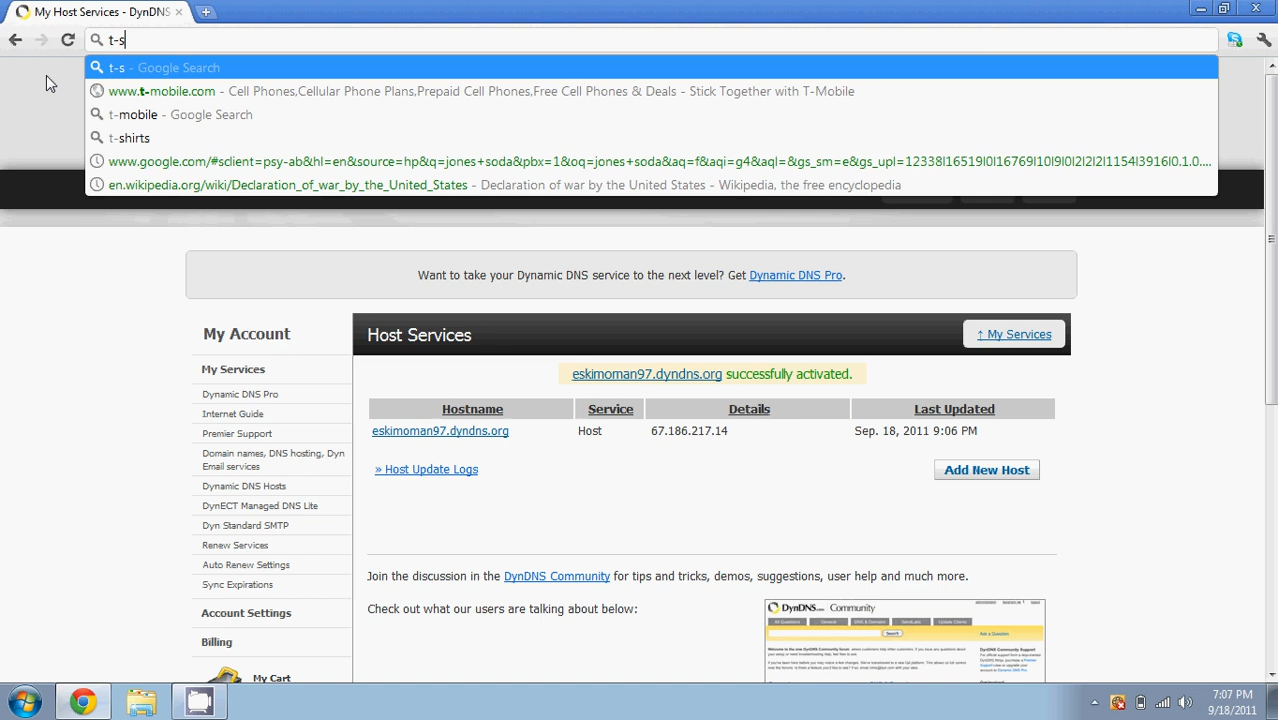 My Host Services - DynDNS
t-s
t-s - Google Search
www.t-mobile.com - Cell Phones,Cellular Phone Plans,Prepaid Cell Phones,Free Cell Phones & Deals - Stick Together with T-Mobile
t-mobile - Google Search
t-shirts
www.google.com/#sclient=psy-ab&hl=en&source=hp&q=jones+soda&pbx=1&oq=jones+soda&aq=f&aqi=g4&aql=&gs_sm=e&gs_upl=12338l16519l0l16769l10l9l0l2l2l2l1154l3916l0.1.0....
en.wikipedia.org/wiki/Declaration_of_war_by_the_United_States - Declaration of war by the United States - Wikipedia, the free encyclopedia
Want to take your Dynamic DNS service to the next level? Get Dynamic DNS Pro.
My Account
Host Services
↑ My Services
My Services
eskimoman97.dyndns.org successfully activated.
Dynamic DNS Pro
Hostname Service Details Last Updated
Internet Guide
eskimoman97.dyndns.org Host 67.186.217.14 Sep. 18, 2011 9:06 PM
Premier Support
Domain names, DNS hosting, Dyn
Email services
» Host Update Logs
Add New Host
Dynamic DNS Hosts
DynECT Managed DNS Lite
Dyn Standard SMTP
Renew Services
Auto Renew Settings
Sync Expirations
Join the discussion in the DynDNS Community for tips and tricks, demos, suggestions, user help and much more.
Account Settings
Check out what our users are talking about below:
DynDNS.com Community
Search
Ask a Question
Billing
My Cart
7:07 PM
9/18/2011